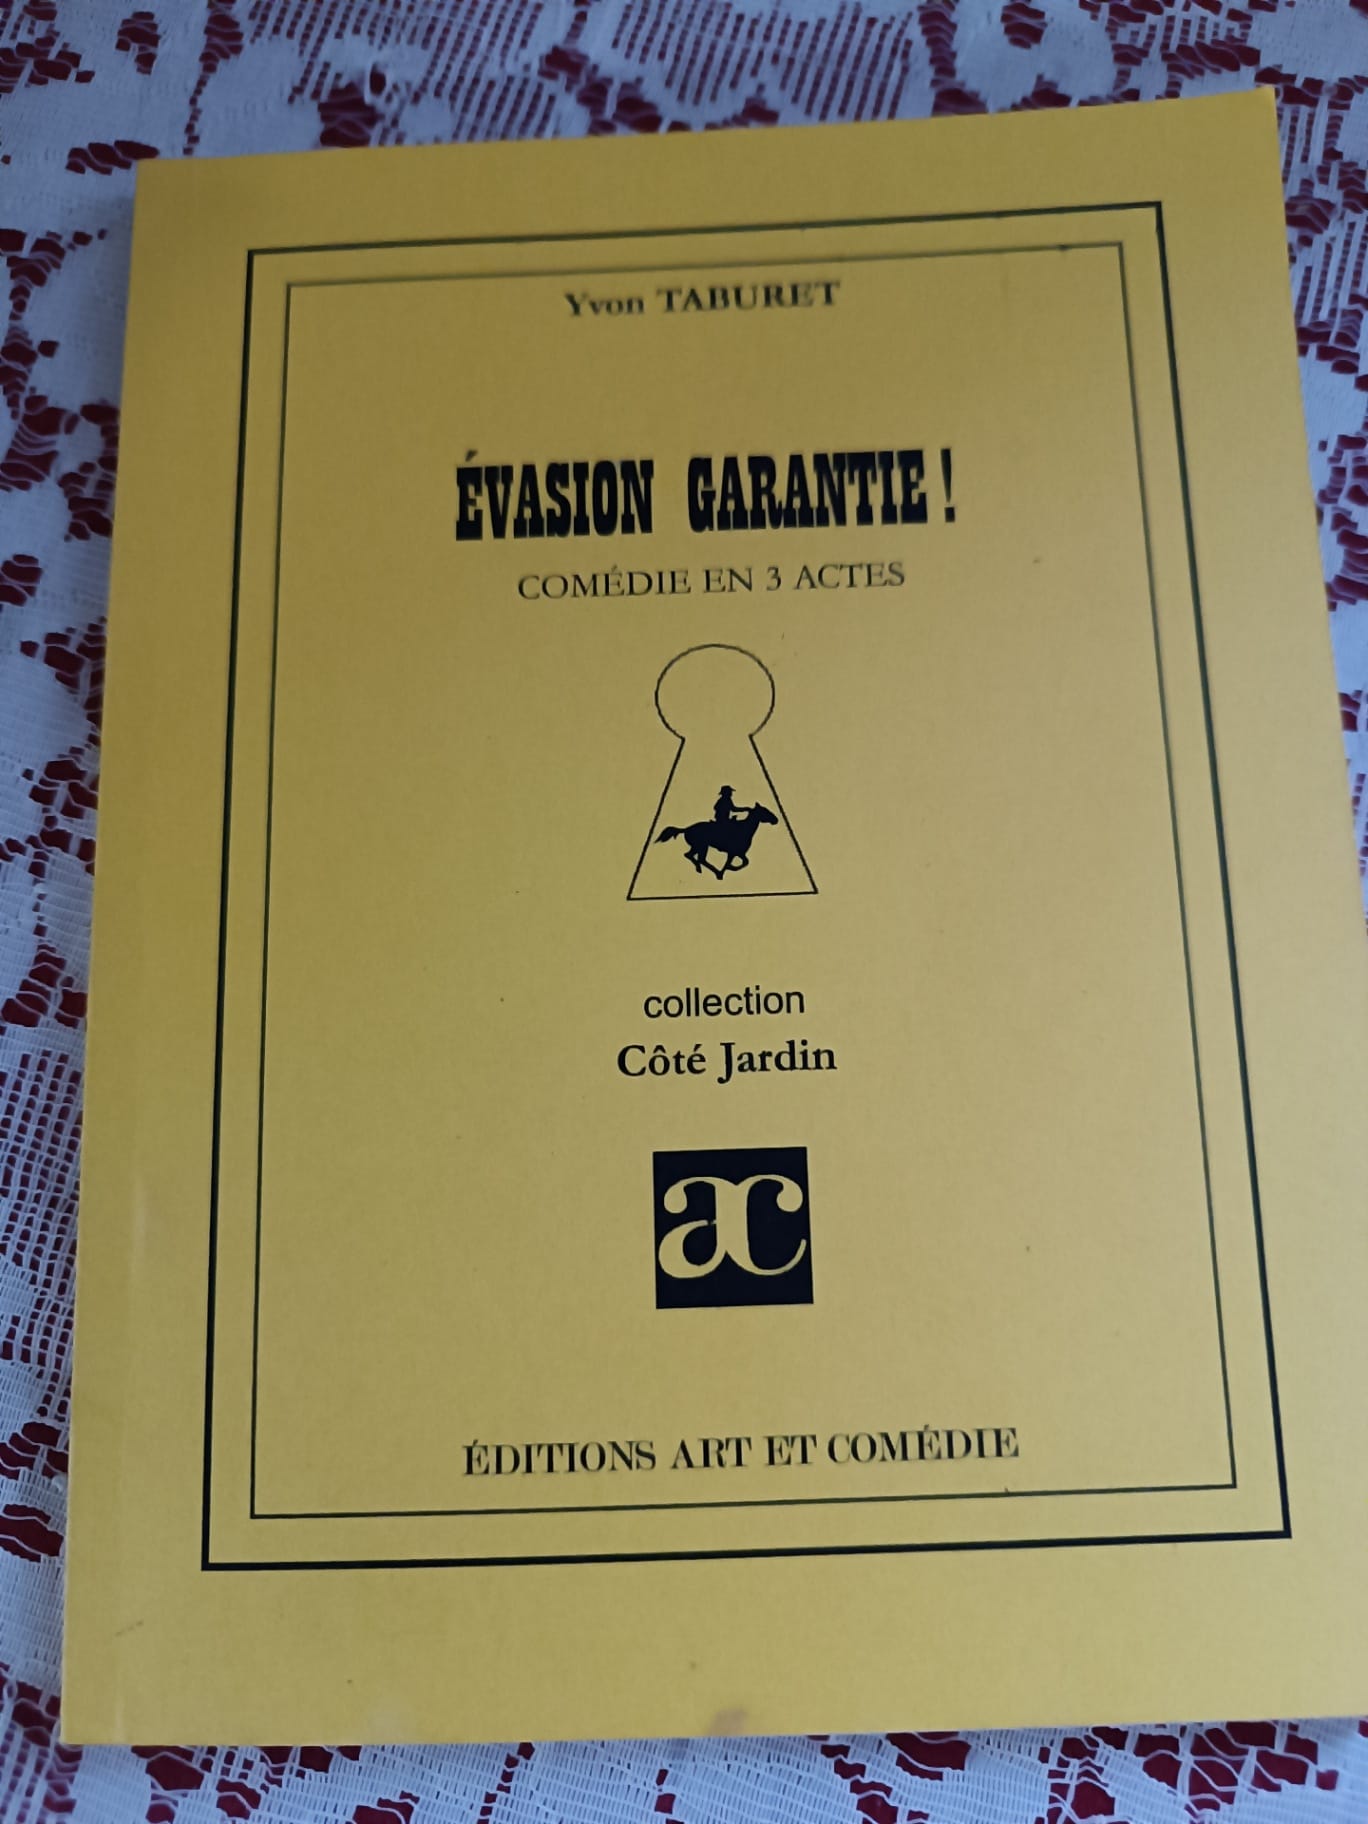 Yvon TABURET
ÉVASION GARANTIE !
COMÉDIE EN 3 ACTES
collection
Côté Jardin
ac
ÉDITIONS ART ET COMÉDIE